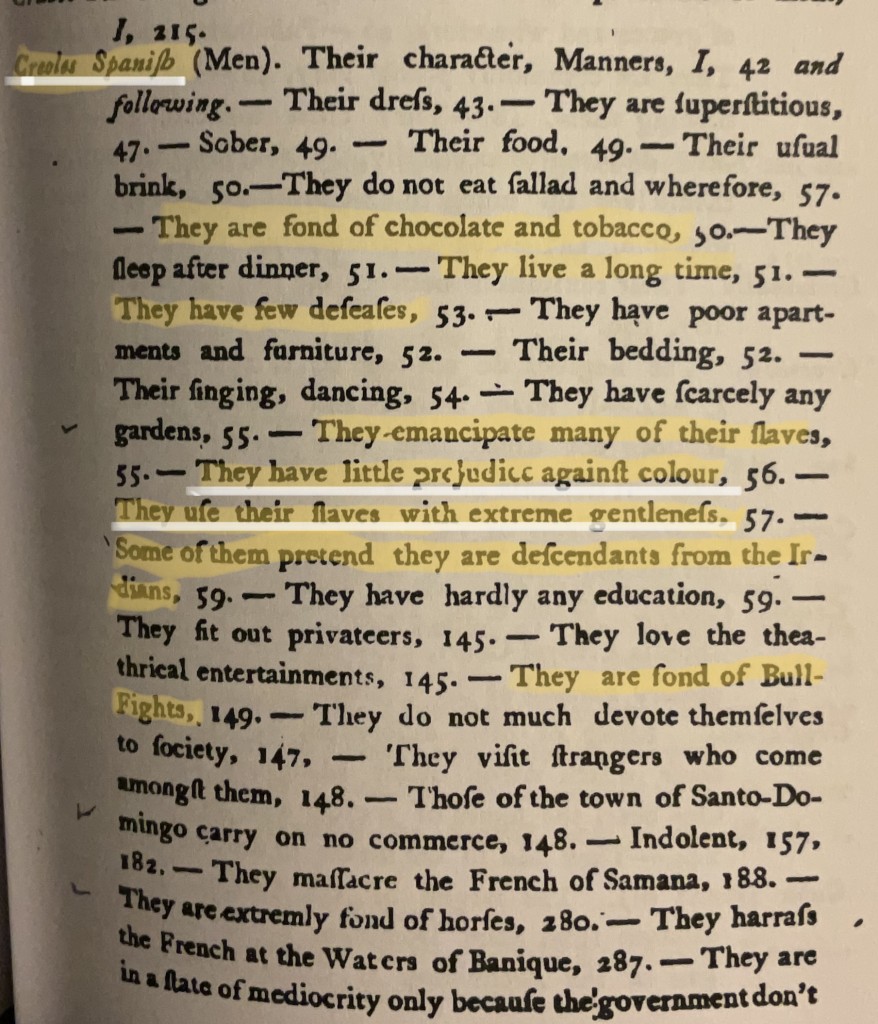 I, 215.
Creoles Spaniſh (Men). Their character, Manners, I, 42 and
following. — Their dreſs, 43. — They are ſuperſtitious,
47. — Sober, 49. — Their food, 49. — Their uſual
brink, 50.—They do not eat ſallad and wherefore, 57.
— They are fond of chocolate and tobacco, 50.—They
ſleep after dinner, 51. — They live a long time, 51. —
They have few deſeaſes, 53. — They have poor apart-
ments and furniture, 52. — Their bedding, 52. —
Their ſinging, dancing, 54. — They have ſcarcely any
gardens, 55. — They emancipate many of their ſlaves,
55. — They have little prejudice againſt colour, 56. —
They uſe their ſlaves with extreme gentleneſs. 57. —
Some of them pretend they are deſcendants from the Ir-
dians, 59. — They have hardly any education, 59. —
They fit out privateers, 145. — They love the thea-
thrical entertainments, 145. — They are fond of Bull-
Fights, 149. — They do not much devote themſelves
to ſociety, 147, — They viſit ſtrangers who come
amongſt them, 148. — Thoſe of the town of Santo-Do-
mingo carry on no commerce, 148. — Indolent, 157,
182. — They maſſacre the French of Samana, 188. —
They are extremly fond of horſes, 280. — They harraſs
the French at the Waters of Banique, 287. — They are
in a ſtate of mediocrity only becauſe the government don't